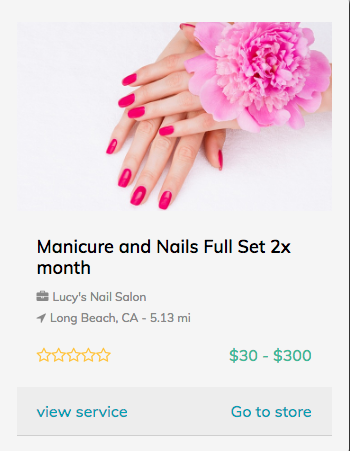 Manicure and Nails Full Set 2x
month
Lucy's Nail Salon
Long Beach, CA - 5.13 mi
$30 - $300
view service
Go to store